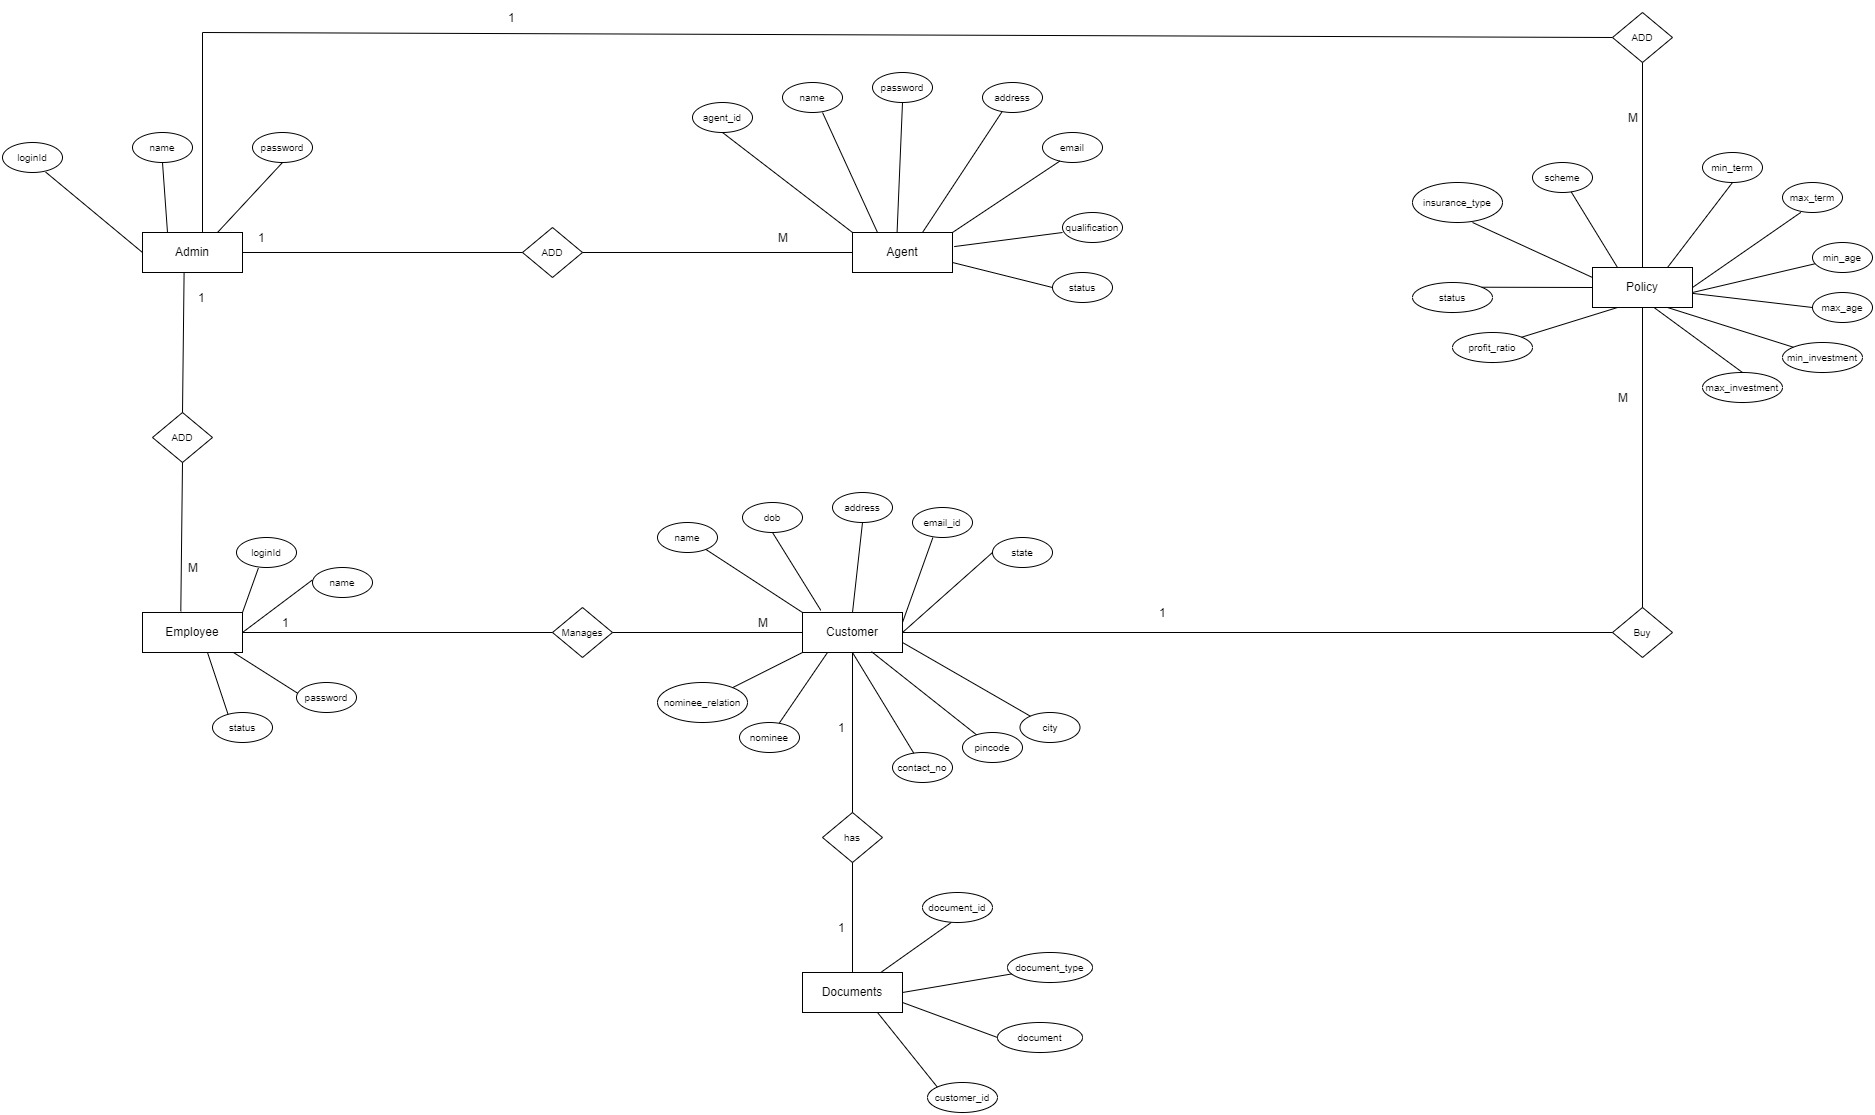 1
ADD
password
name
address
agent_id
M
name
password
email
loginId
min_term
scheme
max_term
insurance_type
qualification
1
M
Admin
ADD
Agent
min_age
status
Policy
1
status
max_age
profit_ratio
min_investment
max_investment
M
ADD
address
dob
email_id
name
loginId
state
M
name
1
M
1
Employee
Manages
Customer
Buy
password
nominee_relation
status
1
nominee
city
pincode
contact_no
has
document_id
1
document_type
Documents
document
customer_id